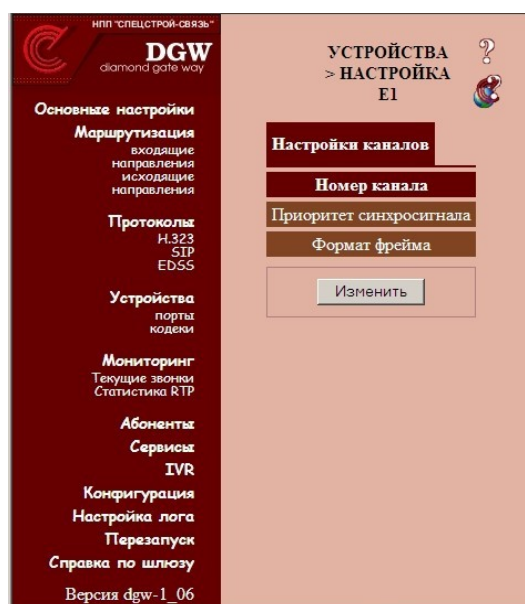 НПП "СПЕЦСТРОЙ-СВЯЗЬ"
DGW
diamond gate way
Основные настройки
Маршрутизация
входящие
направления
исходящие
направления
Протоколы
H.323
SIP
EDSS
Устройства
порты
кодеки
Мониторинг
Текущие звонки
Статистика RTP
Абоненты
Сервисы
IVR
Конфигурация
Настройка лога
Перезапуск
Справка по шлюзу
Версия dgw-1_06
УСТРОЙСТВА
> НАСТРОЙКА
E1
Настройки каналов
Номер канала
Приоритет синхросигнала
Формат фрейма
Изменить